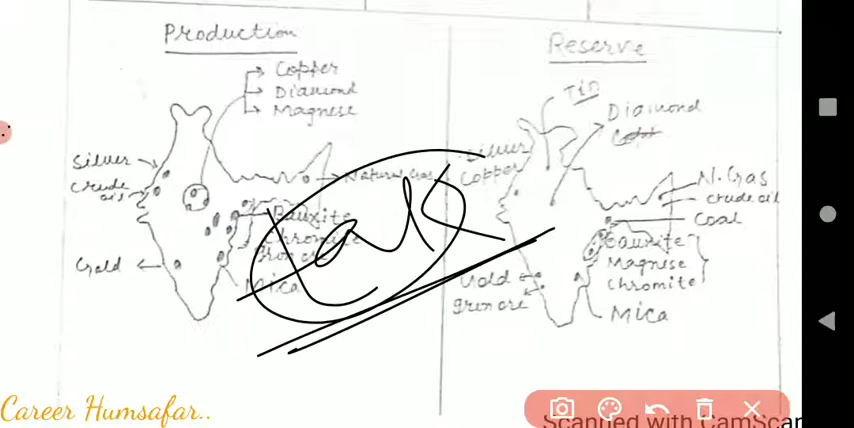 Production
Copper
Diamond
Magnese
Silver
Crude
oil
Natural Gas
Bauxite
Chromite
Iron ore
Gold
Mica
Reserve
Tin
Diamond
Silver
Copper
N. Gas
Crude oil
Coal
Bauxite
Magnese
Chromite
Gold
Mica
Career Humsafar..
Scanned with CamScan